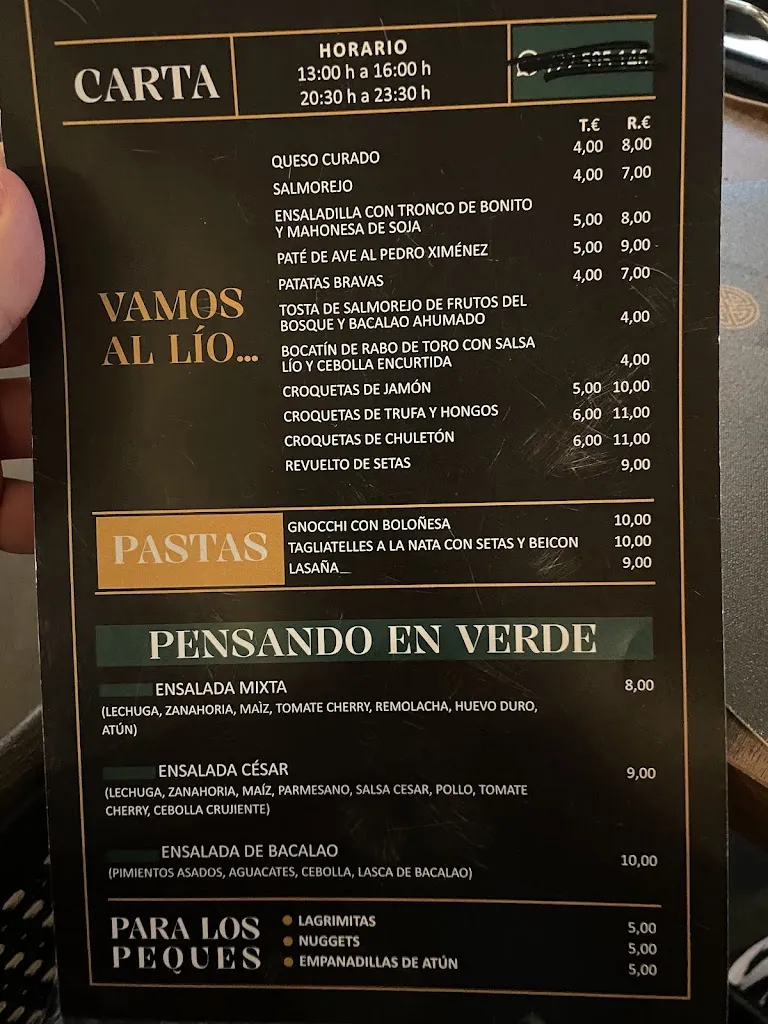 CARTA
HORARIO
13:00 h a 16:00 h
20:30 h a 23:30 h
T.€ R.€
QUESO CURADO 4,00 8,00
SALMOREJO 4,00 7,00
ENSALADILLA CON TRONCO DE BONITO
Y MAHONESA DE SOJA 5,00 8,00
PATÉ DE AVE AL PEDRO XIMÉNEZ 5,00 9,00
PATATAS BRAVAS 4,00 7,00
VAMOS
AL LÍO...
TOSTA DE SALMOREJO DE FRUTOS DEL
BOSQUE Y BACALAO AHUMADO 4,00
BOCATÍN DE RABO DE TORO CON SALSA
LÍO Y CEBOLLA ENCURTIDA 4,00
CROQUETAS DE JAMÓN 5,00 10,00
CROQUETAS DE TRUFA Y HONGOS 6,00 11,00
CROQUETAS DE CHULETÓN 6,00 11,00
REVUELTO DE SETAS 9,00
PASTAS
GNOCCHI CON BOLOÑESA 10,00
TAGLIATELLES A LA NATA CON SETAS Y BEICON 10,00
LASAÑA 9,00
PENSANDO EN VERDE
ENSALADA MIXTA 8,00
(LECHUGA, ZANAHORIA, MAÌZ, TOMATE CHERRY, REMOLACHA, HUEVO DURO,
ATÚN)
ENSALADA CÉSAR 9,00
(LECHUGA, ZANAHORIA, MAÍZ, PARMESANO, SALSA CESAR, POLLO, TOMATE
CHERRY, CEBOLLA CRUJIENTE)
ENSALADA DE BACALAO 10,00
(PIMIENTOS ASADOS, AGUACATES, CEBOLLA, LASCA DE BACALAO)
PARA LOS
PEQUES
LAGRIMITAS 5,00
NUGGETS 5,00
EMPANADILLAS DE ATÚN 5,00